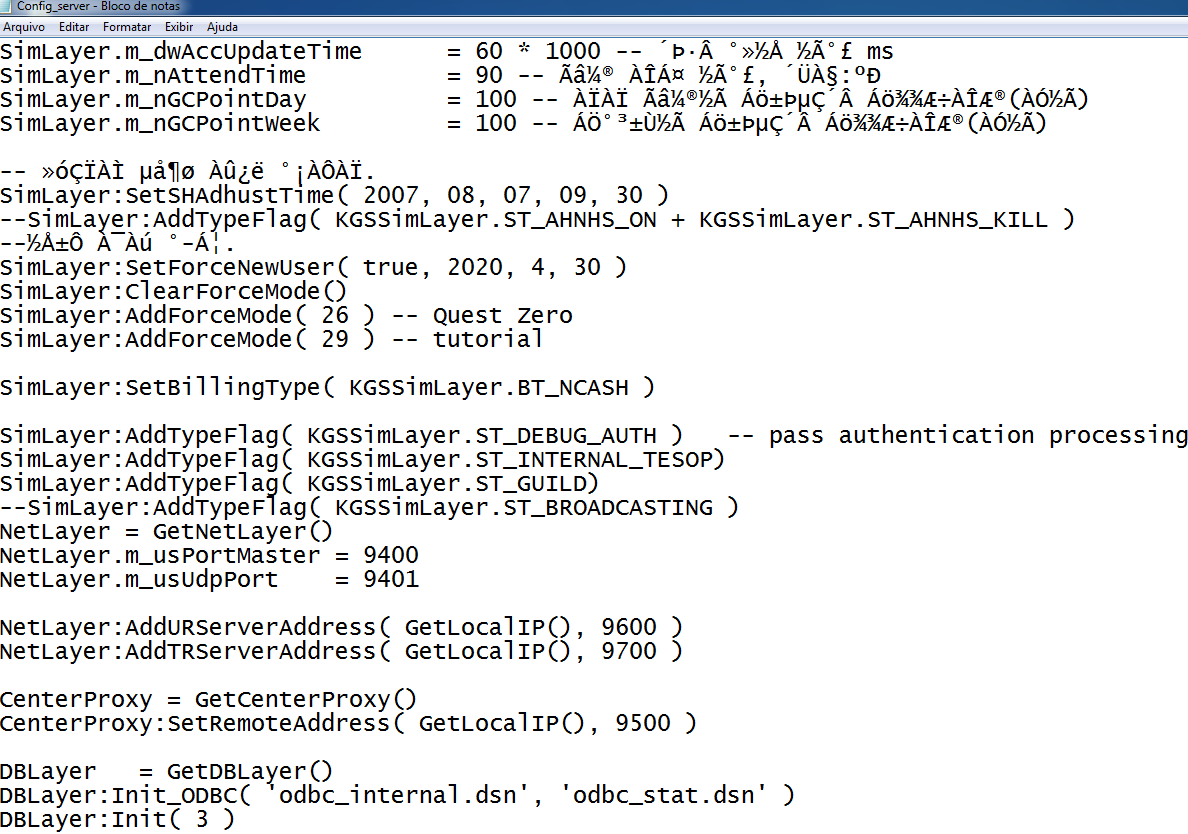 Config_server - Bloco de notas
Arquivo Editar Formatar Exibir Ajuda
SimLayer.m_dwAccUpdateTime = 60 * 1000 -- ´Þ·Â °»½Å ½Ã°£ ms
SimLayer.m_nAttendTime = 90 -- Ãâ¼® ÀÎÁ¤ ½Ã°£, ´ÜÀ§:ºÐ
SimLayer.m_nGCPointDay = 100 -- ÀÏÀÏ Ãâ¼®½Ã Áö±ÞµÇ´Â Áö¾¾Æ÷ÀÎÆ®(ÀÓ½Ã)
SimLayer.m_nGCPointWeek = 100 -- ÁÖ°³±Ù½Ã Áö±ÞµÇ´Â Áö¾¾Æ÷ÀÎÆ®(ÀÓ½Ã)
-- »óÇÏÀÌ µå¶ø Àû¿ë °¡ÀÔÀÏ.
SimLayer:SetSHAdhustTime( 2007, 08, 07, 09, 30 )
--SimLayer:AddTypeFlag( KGSSimLayer.ST_AHNHS_ON + KGSSimLayer.ST_AHNHS_KILL )
--½Å±Ô À¯Àú °­Á¦.
SimLayer:SetForceNewUser( true, 2020, 4, 30 )
SimLayer:ClearForceMode()
SimLayer:AddForceMode( 26 ) -- Quest Zero
SimLayer:AddForceMode( 29 ) -- tutorial
SimLayer:SetBillingType( KGSSimLayer.BT_NCASH )
SimLayer:AddTypeFlag( KGSSimLayer.ST_DEBUG_AUTH ) -- pass authentication processing
SimLayer:AddTypeFlag( KGSSimLayer.ST_INTERNAL_TESOP)
SimLayer:AddTypeFlag( KGSSimLayer.ST_GUILD)
--SimLayer:AddTypeFlag( KGSSimLayer.ST_BROADCASTING )
NetLayer = GetNetLayer()
NetLayer.m_usPortMaster = 9400
NetLayer.m_usUdpPort = 9401
NetLayer:AddURServerAddress( GetLocalIP(), 9600 )
NetLayer:AddTRServerAddress( GetLocalIP(), 9700 )
CenterProxy = GetCenterProxy()
CenterProxy:SetRemoteAddress( GetLocalIP(), 9500 )
DBLayer = GetDBLayer()
DBLayer:Init_ODBC( 'odbc_internal.dsn', 'odbc_stat.dsn' )
DBLayer:Init( 3 )